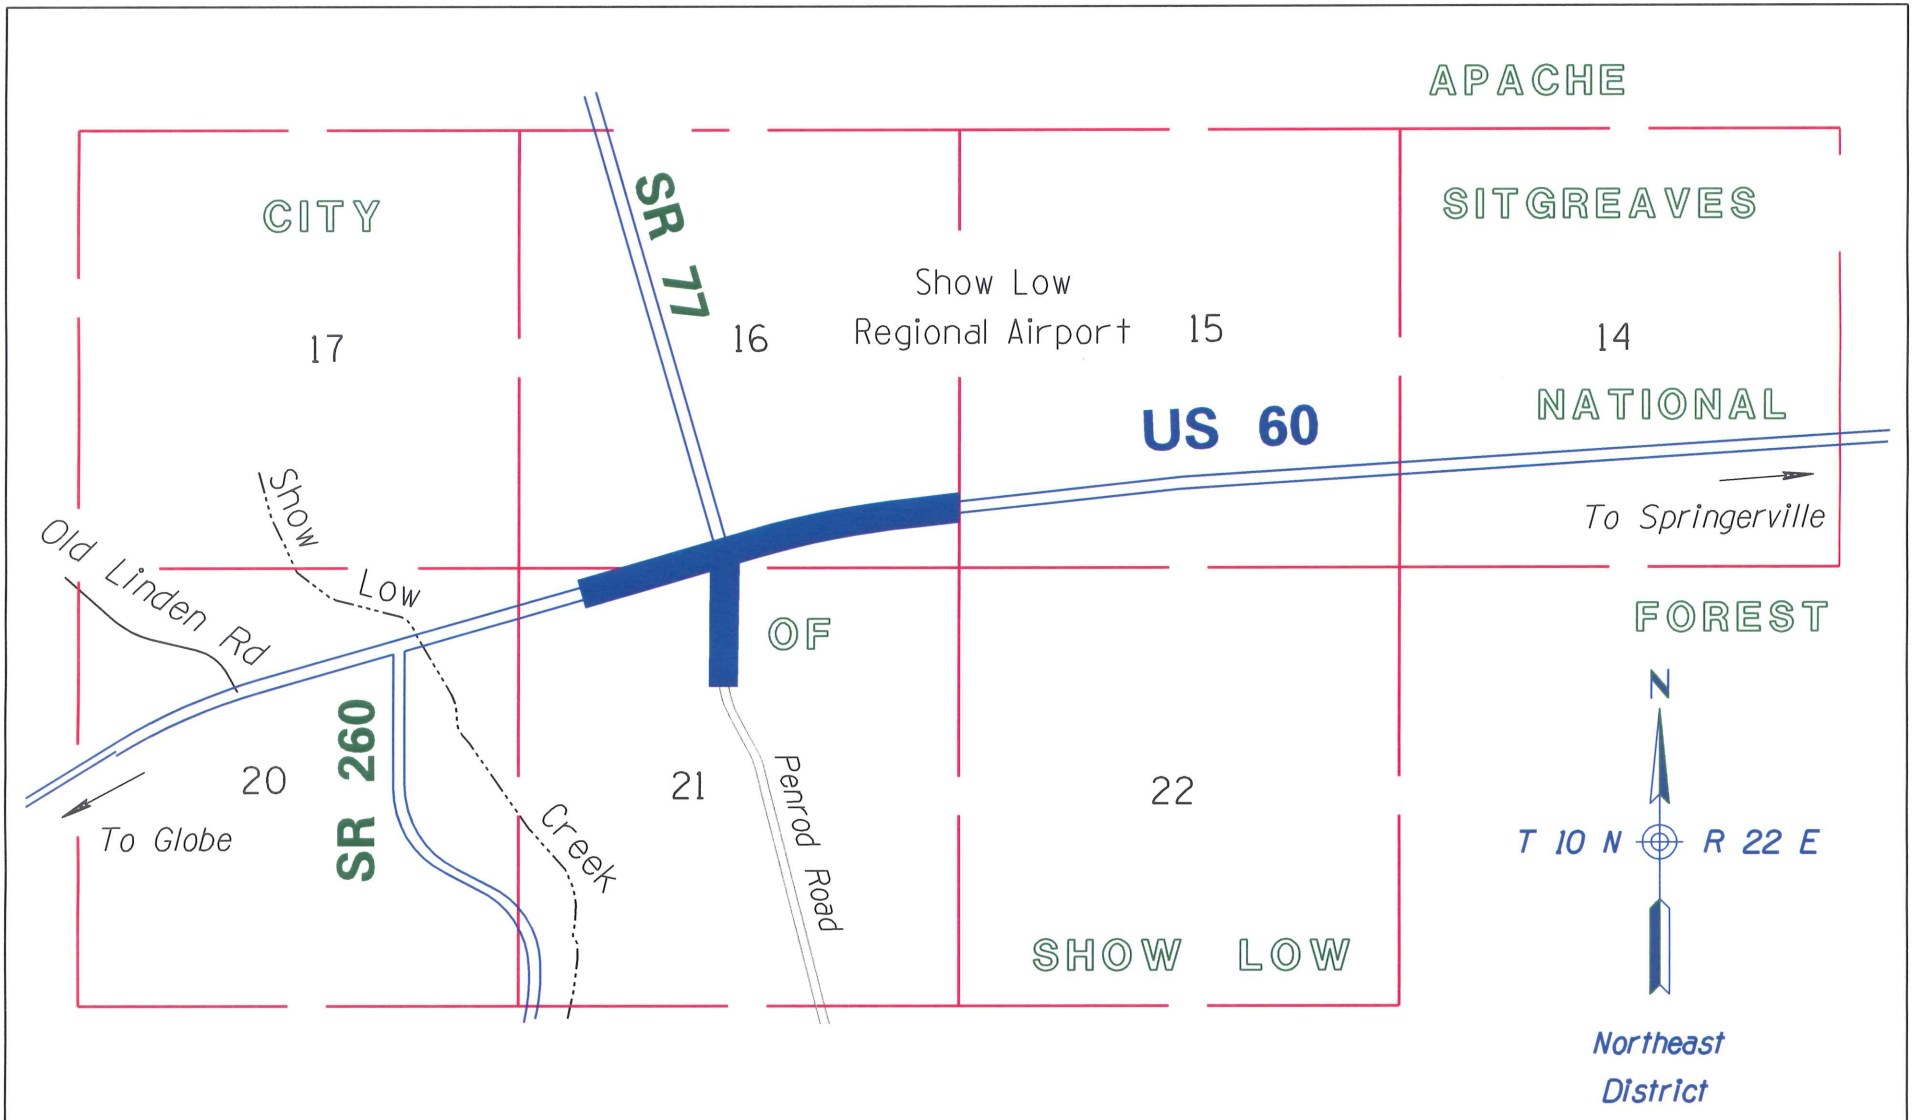 APACHE
CITY
SR 77
SITGREAVES
Show Low
Regional Airport
17
16
15
14
NATIONAL
US 60
To Springerville
Show Low Creek
Old Linden Rd
OF
FOREST
N
SR 260
20
21
22
Penrod Road
To Globe
T 10 N R 22 E
SHOW LOW
Northeast
District